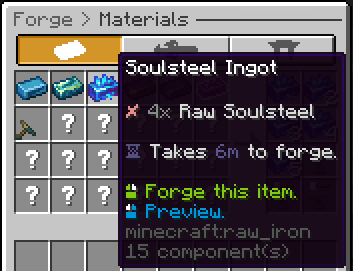 Forge > Materials
Soulsteel Ingot
✘ 4x Raw Soulsteel
⌛ Takes 6m to forge.
Forge this item.
Preview.
minecraft:raw_iron
15 component(s)
? ?
? ? ?
? ? ?